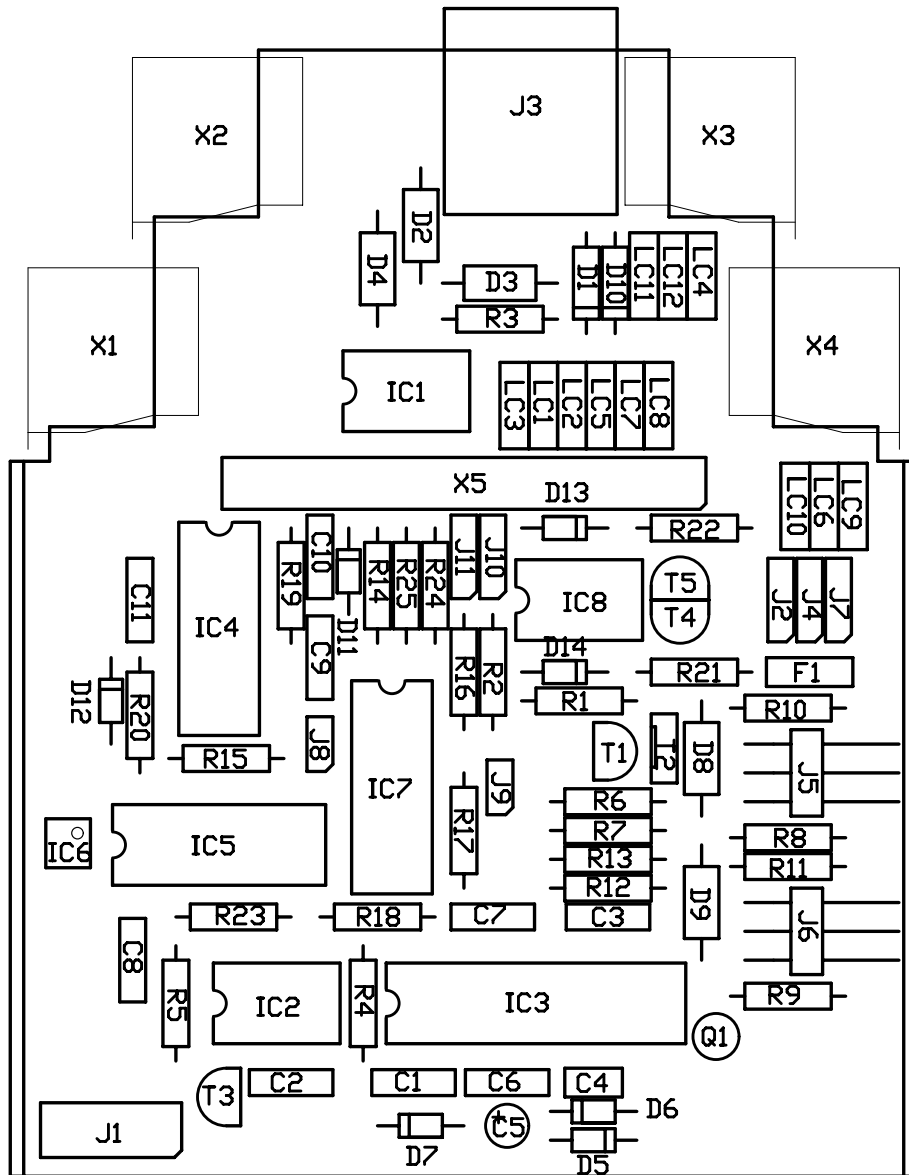 J3
X2
X3
D2
D4
D3
D1
D10
LC11
LC12
LC4
R3
X1
X4
IC1
LC3
LC1
LC2
LC5
LC7
LC8
X5
D13
LC10
LC6
LC9
R22
C10
J11
J10
R19
D11
R14
R25
R24
C11
IC4
IC8
T5
T4
J2
J4
J7
C9
D14
R16
R2
R21
F1
D12
R20
R1
R10
J8
R15
T1
T2
D8
IC7
J9
J5
R6
R17
IC6
IC5
R7
R8
R13
R11
R12
D9
R23
R18
C7
C3
J6
C8
R5
IC2
R4
IC3
R9
Q1
T3
C2
C1
C6
C4
D6
J1
D7
+
C5
D5